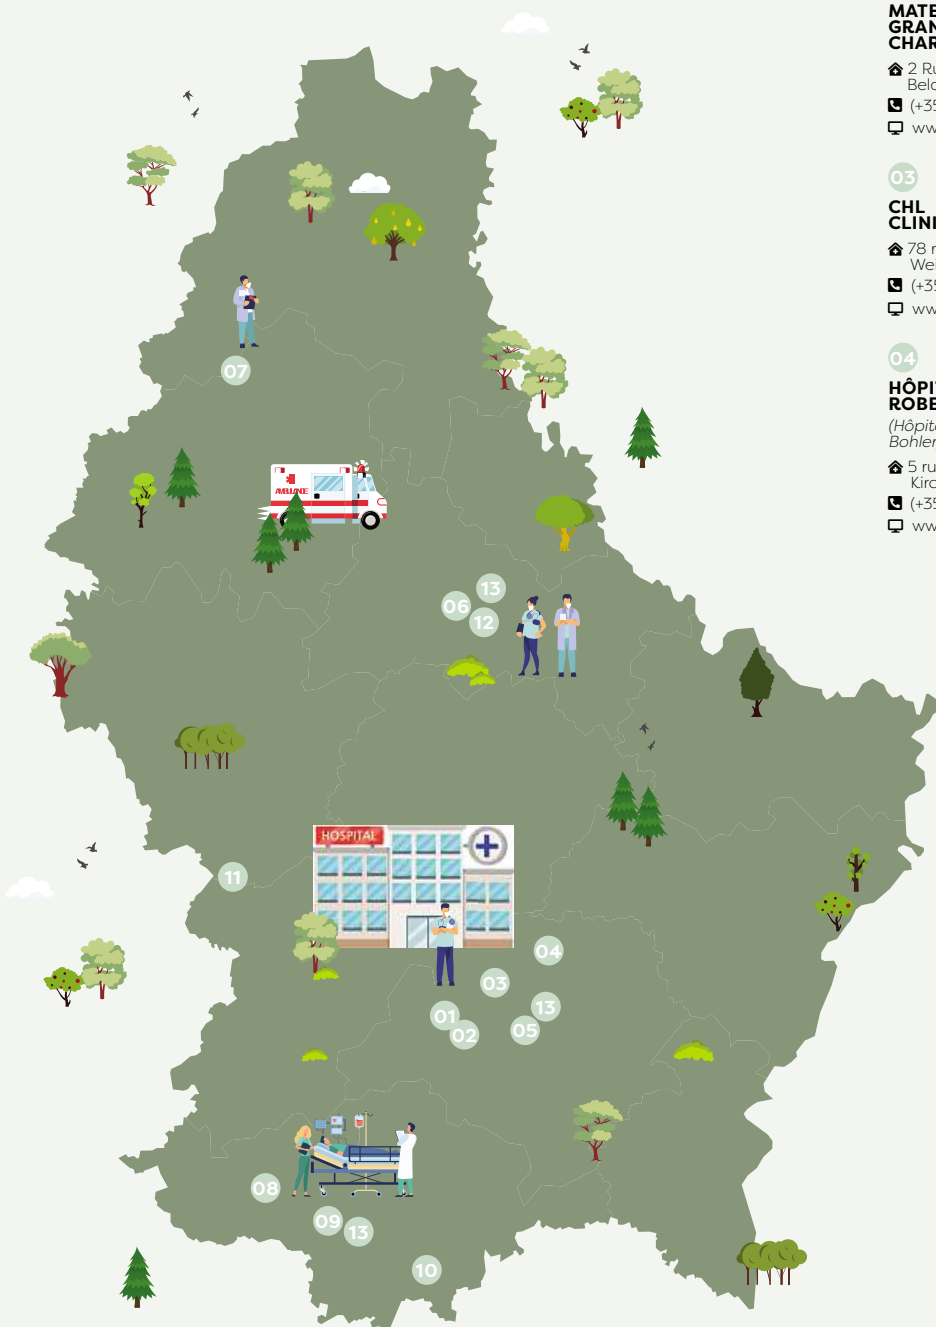 MATE
GRAN
CHAR
2 Ru
Belc
(+35
ww
03
CHL
CLINI
78 r
We
(+35
ww
04
HÔPI
ROBE
(Hôpit
Bohler
5 ru
Kirc
(+35
ww
07
AMBULANCE
13
06
12
HOSPITAL
11
04
03
13
01
05
02
08
09
13
10